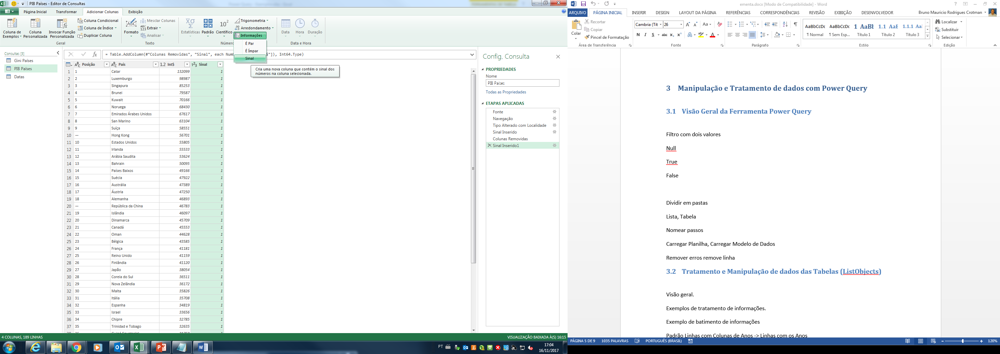 PIB Países - Editor de Consultas
Página Inicial
Transformar
Adicionar Colunas
Exibição
Coluna de Exemplos
Coluna Personalizada
Invocar Função Personalizada
Coluna Condicional
Coluna de Índice
Duplicar Coluna
Geral
Formato
Mesclar Colunas
Extrair
Analisar
Texto
Estatísticas
Padrão
Científico
Trigonometria
Arredondamento
Informações
É Par
É Ímpar
Sinal
Data
Hora
Duração
Data e Hora
Cria uma nova coluna que contém o sinal dos
números na coluna selecionada.
Consultas [3]
Gini Países
PIB Países
Datas
= Table.AddColumn(#"Colunas Removidas", "Sinal", each Num
$"]), Int64.Type)
Posição País Int$ Sinal
1 1 Catar 132099 1
2 2 Luxemburgo 98987 1
3 3 Singapura 85253 1
4 4 Brunei 79587 1
5 5 Kuwait 70166 1
6 6 Noruega 68430 1
7 7 Emirados Árabes Unidos 67617 1
8 8 San Marino 63104 1
9 9 Suíça 58551 1
10 — Hong Kong 56701 1
11 10 Estados Unidos 55805 1
12 11 Irlanda 55533 1
13 12 Arábia Saudita 53624 1
14 13 Bahrain 50095 1
15 14 Países Baixos 49166 1
16 15 Suécia 47922 1
17 16 Austrália 47389 1
18 17 Áustria 47250 1
19 18 Alemanha 46893 1
20 — República da China 46783 1
21 19 Islândia 46097 1
22 20 Dinamarca 45709 1
23 21 Canadá 45553 1
24 22 Oman 44628 1
25 23 Bélgica 43585 1
26 24 França 41181 1
27 25 Reino Unido 41159 1
28 26 Finlândia 41120 1
29 27 Japão 38054 1
30 28 Coreia do Sul 36511 1
31 29 Nova Zelândia 36172 1
32 30 Malta 35826 1
33 31 Itália 35708 1
34 32 Espanha 34819 1
35 33 Israel 33656 1
36 34 Chipre 32785 1
37 35 Trinidad e Tobago 32635 1
Config. Consulta
PROPRIEDADES
Nome
PIB Países
Todas as Propriedades
ETAPAS APLICADAS
Fonte
Navegação
Tipo Alterado com Localidade
Sinal Inserido
Colunas Removidas
Sinal Inserido1
4 COLUNAS, 189 LINHAS
VISUALIZAÇÃO BAIXADA À(S) 16:15
PT
17:04
16/11/2017
ementa.docx [Modo de Compatibilidade] - Word
ARQUIVO
PÁGINA INICIAL
INSERIR
DESIGN
LAYOUT DA PÁGINA
REFERÊNCIAS
CORRESPONDÊNCIAS
REVISÃO
EXIBIÇÃO
DESENVOLVEDOR
Bruno Mauricio Rodrigues Crotman
Colar
Recortar
Copiar
Pincel de Formatação
Área de Transferência
Cambria (Tít
26
N I S abc x₂ x²
Fonte
Parágrafo
AaBbCcDc AaBbCcDc 1 AaBb 1.1 AaB 1.1.1 Aa
¶ Normal ¶ Sem Esp... Título 1 Título 2 Título 3
Estilo
Localizar
Substituir
Selecionar
Edição
3 Manipulação e Tratamento de dados com Power Query
3.1 Visão Geral da Ferramenta Power Query
Filtro com dois valores
Null
True
False
Dividir em pastas
Lista, Tabela
Nomear passos
Carregar Planilha, Carregar Modelo de Dados
Remover erros remove linha
3.2 Tratamento e Manipulação de dados das Tabelas (ListObjects)
Visão geral.
Exemplos de tratamento de informações.
Exemplo de batimento de informações
Padrão Linhas com Colunas de Anos -> Linhas com os Anos
PÁGINA 5 DE 9
1035 PALAVRAS
PORTUGUÊS (BRASIL)
120%